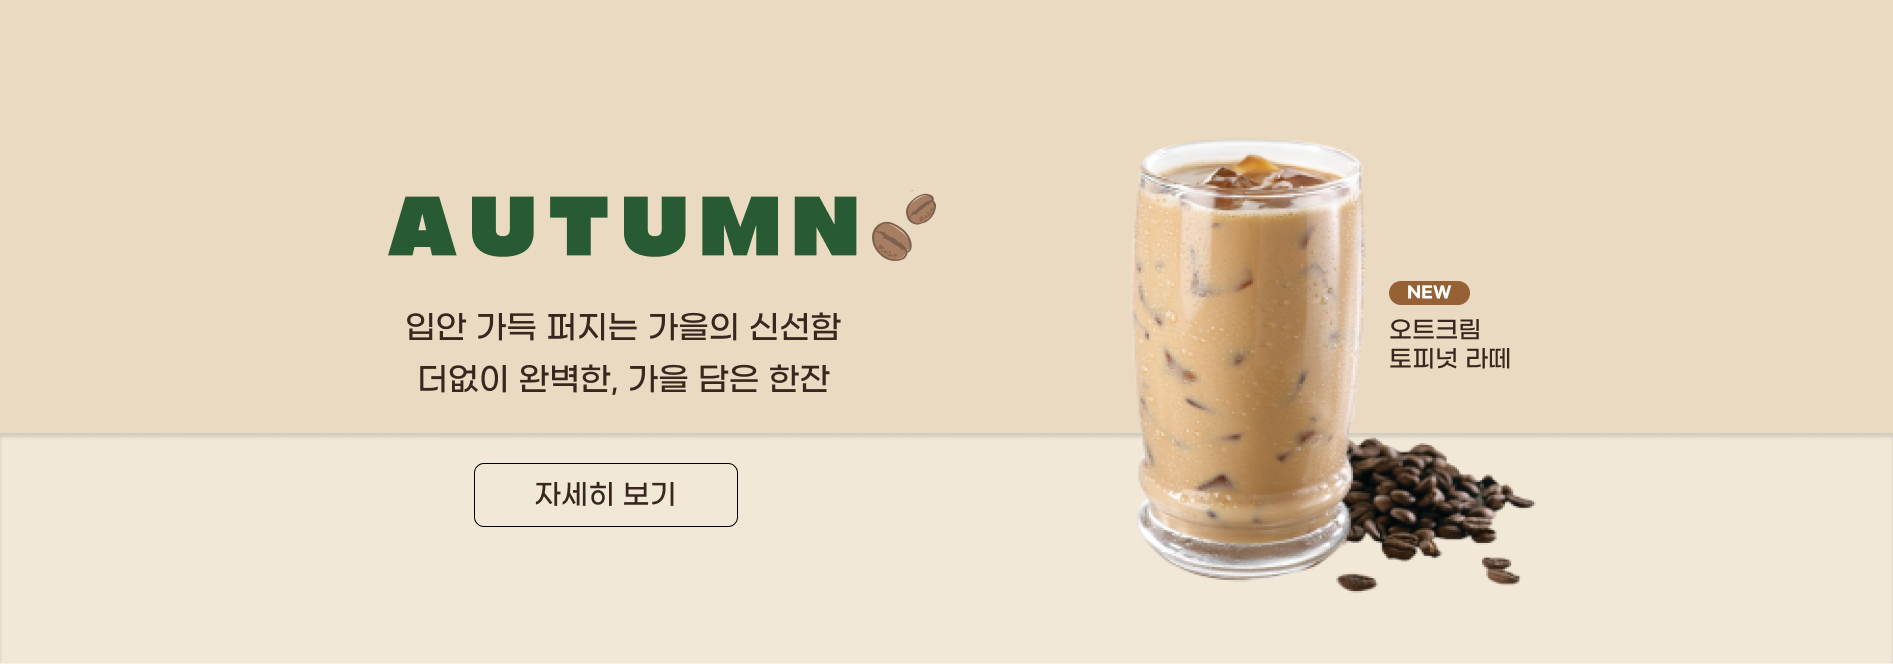 AUTUMN
입안 가득 퍼지는 가을의 신선함
더없이 완벽한, 가을 담은 한잔
자세히 보기
NEW
오트크림
토피넛 라떼